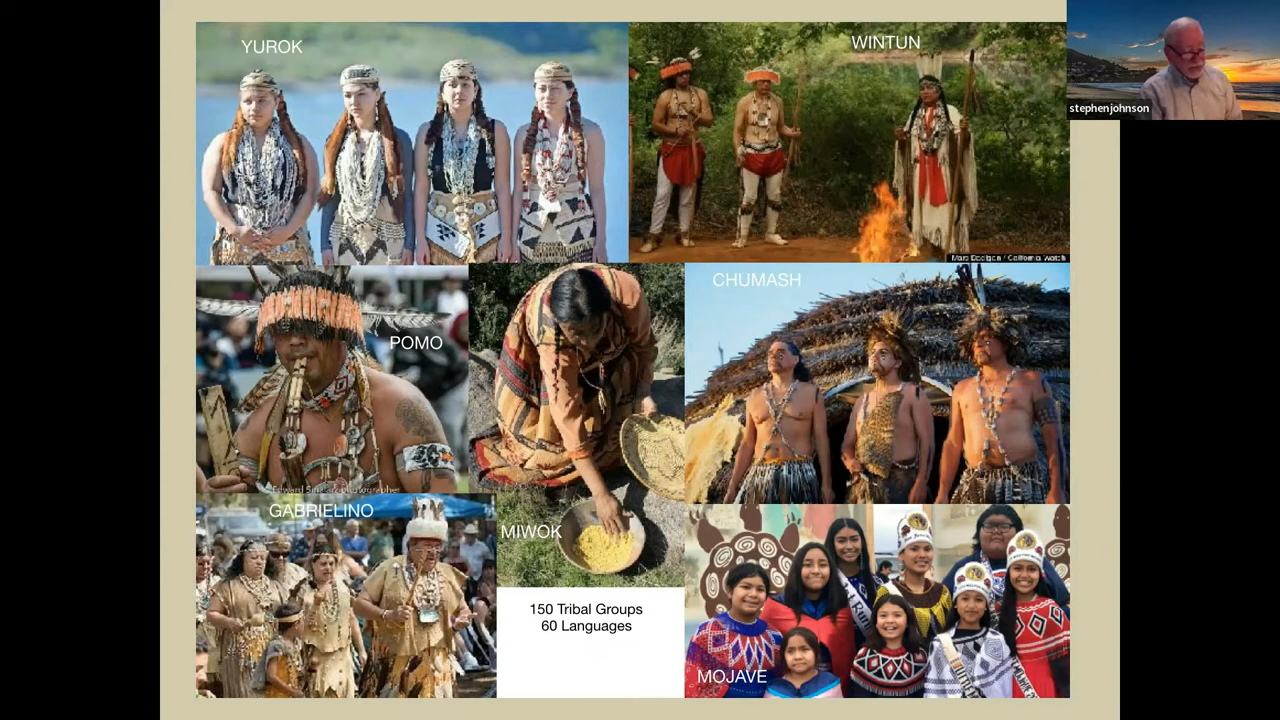 YUROK
WINTUN
stephenjohnson
CHUMASH
POMO
GABRIELINO
MIWOK
150 Tribal Groups
60 Languages
MOJAVE